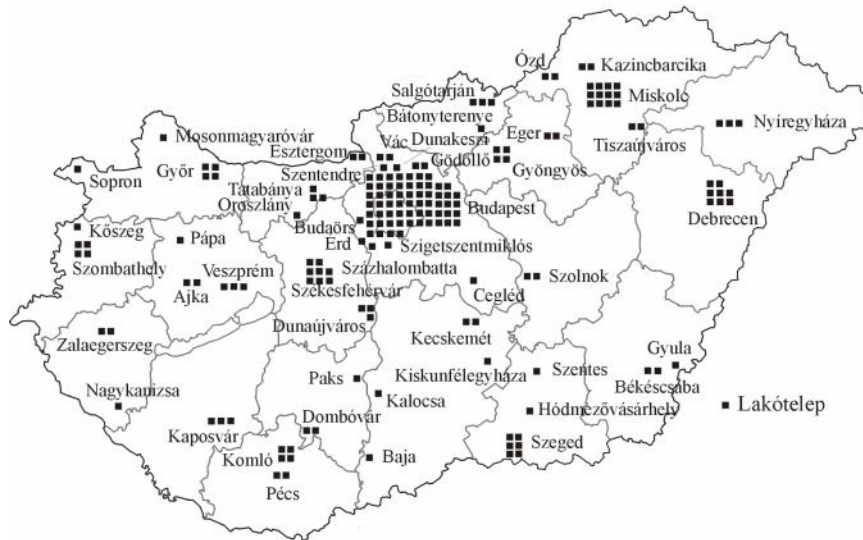 Ózd
Kazincbarcika
Salgótarján
Miskolc
Bátonyterenye
Nyíregyháza
Mosonmagyaróvár
Vác
Dunakeszi
Eger
Tiszaújváros
Esztergom
Gödöllő
Gyöngyös
Sopron
Győr
Szentendre
Tatabánya
Oroszlány
Budapest
Debrecen
Kőszeg
Pápa
Budaörs
Erd
Szigetszentmiklós
Szombathely
Veszprém
Százhalombatta
Szolnok
Ajka
Székesfehérvár
Cegléd
Dunaújváros
Zalaegerszeg
Kecskemét
Gyula
Paks
Kiskunfélegyháza
Szentes
Békéscsaba
Nagykanizsa
Kalocsa
Dombóvár
Hódmezővásárhely
Lakótelep
Kaposvár
Komló
Szeged
Baja
Pécs